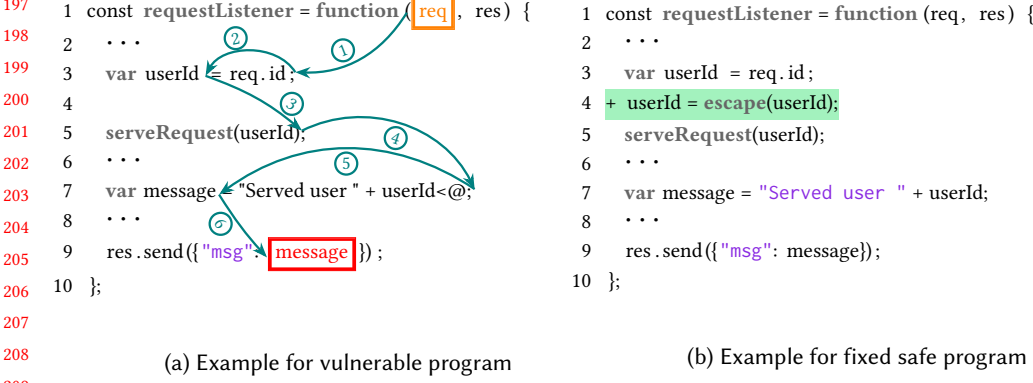 197
198
199
200
201
202
203
204
205
206
207
208
1 const requestListener = function (req, res) {
2 ···
3 var userId = req.id;
4
5 serveRequest(userId);
6 ···
7 var message = "Served user " + userId<@;
8 ···
9 res.send({"msg": message});
10 };
1
2
3
4
5
6
(a) Example for vulnerable program
1 const requestListener = function (req, res) {
2 ···
3 var userId = req.id;
4 + userId = escape(userId);
5 serveRequest(userId);
6 ···
7 var message = "Served user " + userId;
8 ···
9 res.send({"msg": message});
10 };
(b) Example for fixed safe program